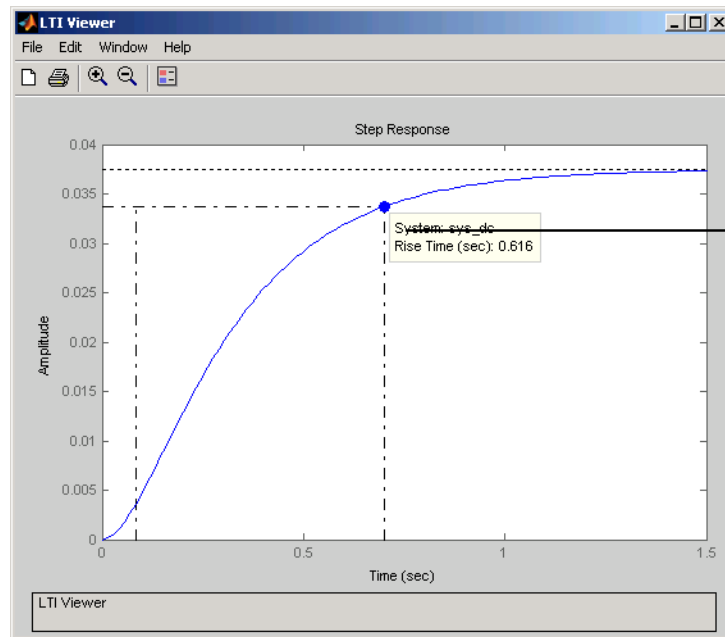 LTI Viewer
File Edit Window Help
Step Response
0.04
0.035
0.03
0.025
0.02
0.015
0.01
0.005
0
Amplitude
System: sys_dc
Rise Time (sec): 0.616
0 0.5 1 1.5
Time (sec)
LTI Viewer